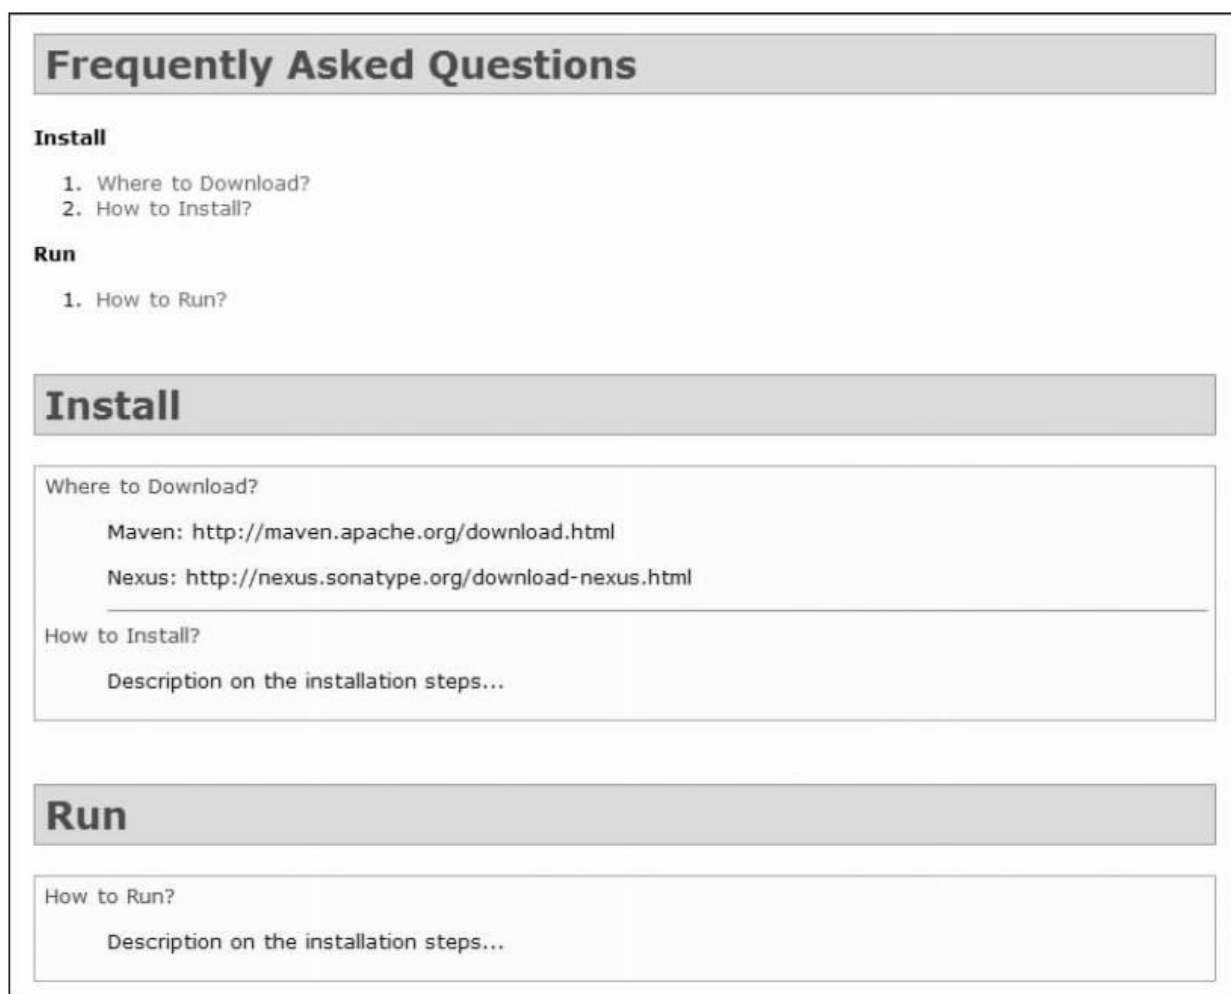 Frequently Asked Questions
Install
1. Where to Download?
2. How to Install?
Run
1. How to Run?
Install
Where to Download?
Maven: http://maven.apache.org/download.html
Nexus: http://nexus.sonatype.org/download-nexus.html
How to Install?
Description on the installation steps...
Run
How to Run?
Description on the installation steps...